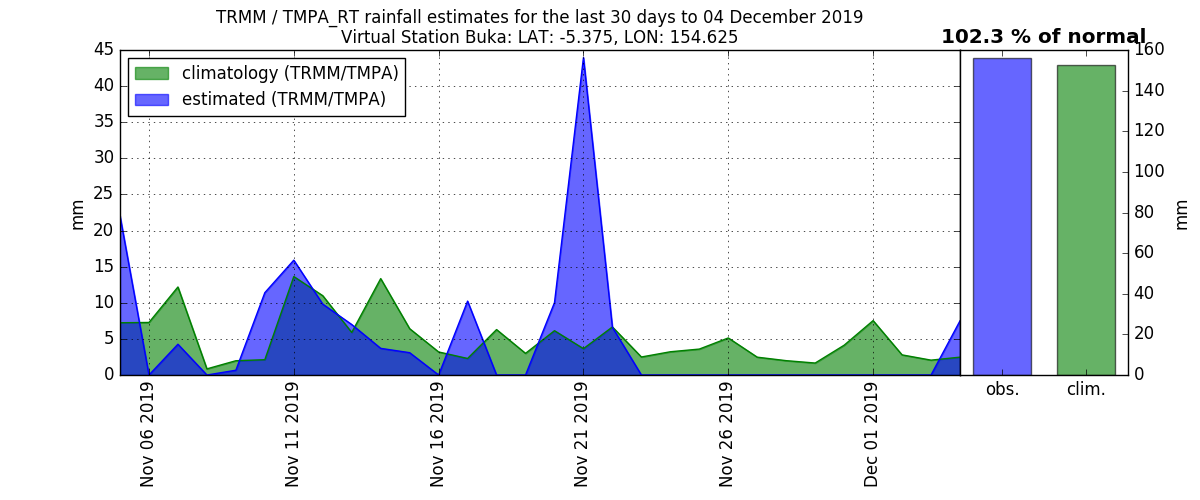 TRMM / TMPA_RT rainfall estimates for the last 30 days to 04 December 2019
Virtual Station Buka: LAT: -5.375, LON: 154.625
102.3 % of normal
climatology (TRMM/TMPA)
estimated (TRMM/TMPA)
45
40
35
30
25
20
15
10
5
0
mm
Nov 06 2019
Nov 11 2019
Nov 16 2019
Nov 21 2019
Nov 26 2019
Dec 01 2019
obs.
clim.
160
140
120
100
80
60
40
20
0
mm